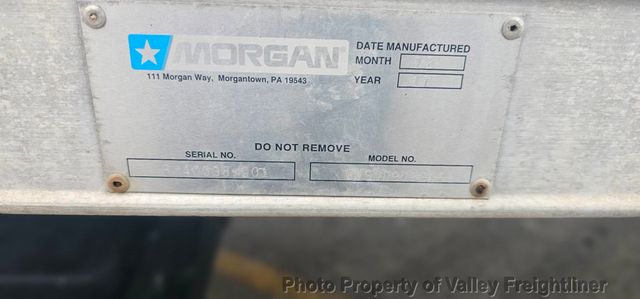 MORGAN
111 Morgan Way, Morgantown, PA 19543
DATE MANUFACTURED
MONTH
YEAR
DO NOT REMOVE
SERIAL NO.
MODEL NO.
Photo Property of Valley Freightliner